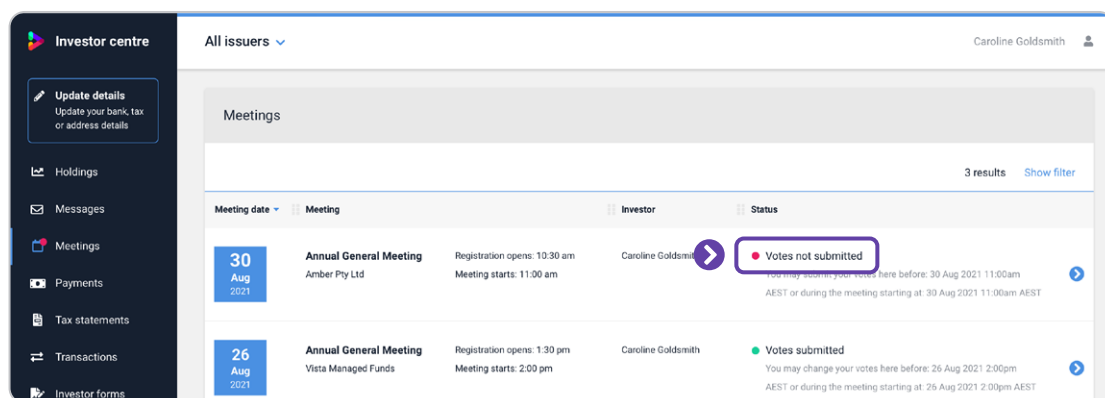 Investor centre
All issuers
Caroline Goldsmith
Update details
Update your bank, tax
or address details
Holdings
Messages
Meetings
Payments
Tax statements
Transactions
Investor forms
Meetings
3 results Show filter
Meeting date Meeting Investor Status
30
Aug
2021
Annual General Meeting
Amber Pty Ltd
Registration opens: 10:30 am
Meeting starts: 11:00 am
Caroline Goldsmith
Votes not submitted
You may submit your votes here before: 30 Aug 2021 11:00am
AEST or during the meeting starting at: 30 Aug 2021 11:00am AEST
26
Aug
2021
Annual General Meeting
Vista Managed Funds
Registration opens: 1:30 pm
Meeting starts: 2:00 pm
Caroline Goldsmith
Votes submitted
You may change your votes here before: 26 Aug 2021 2:00pm
AEST or during the meeting starting at: 26 Aug 2021 2:00pm AEST